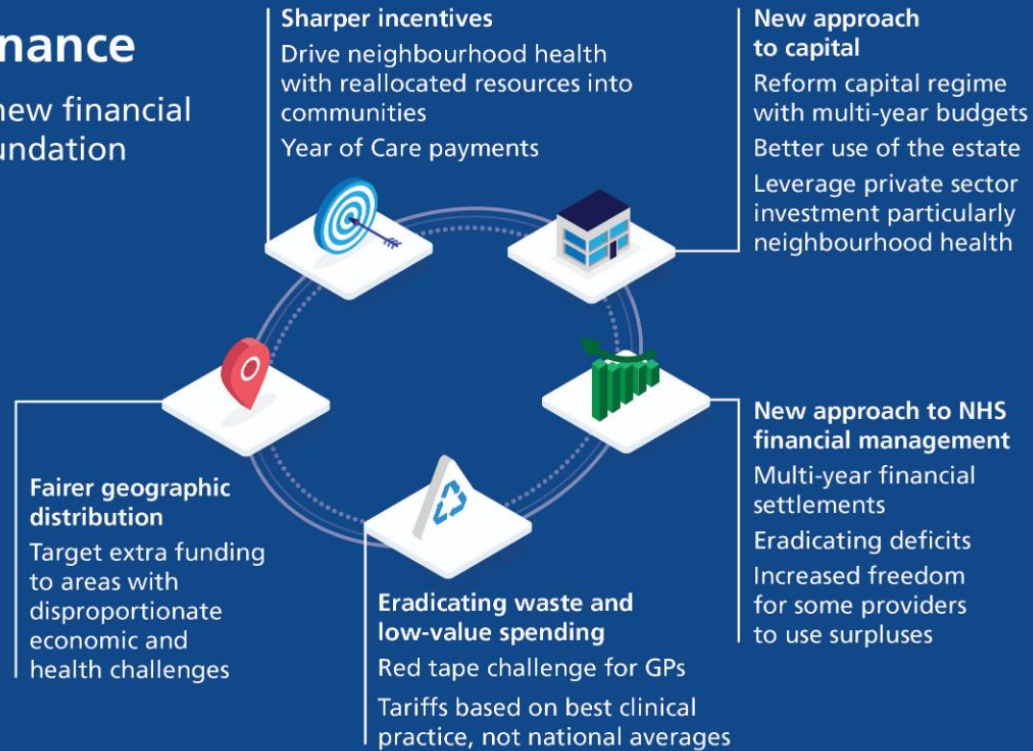 nance
new financial
undation
Sharper incentives
Drive neighbourhood health
with reallocated resources into
communities
Year of Care payments
New approach
to capital
Reform capital regime
with multi-year budgets
Better use of the estate
Leverage private sector
investment particularly
neighbourhood health
New approach to NHS
financial management
Multi-year financial
settlements
Eradicating deficits
Increased freedom
for some providers
to use surpluses
Fairer geographic
distribution
Target extra funding
to areas with
disproportionate
economic and
health challenges
Eradicating waste and
low-value spending
Red tape challenge for GPs
Tariffs based on best clinical
practice, not national averages